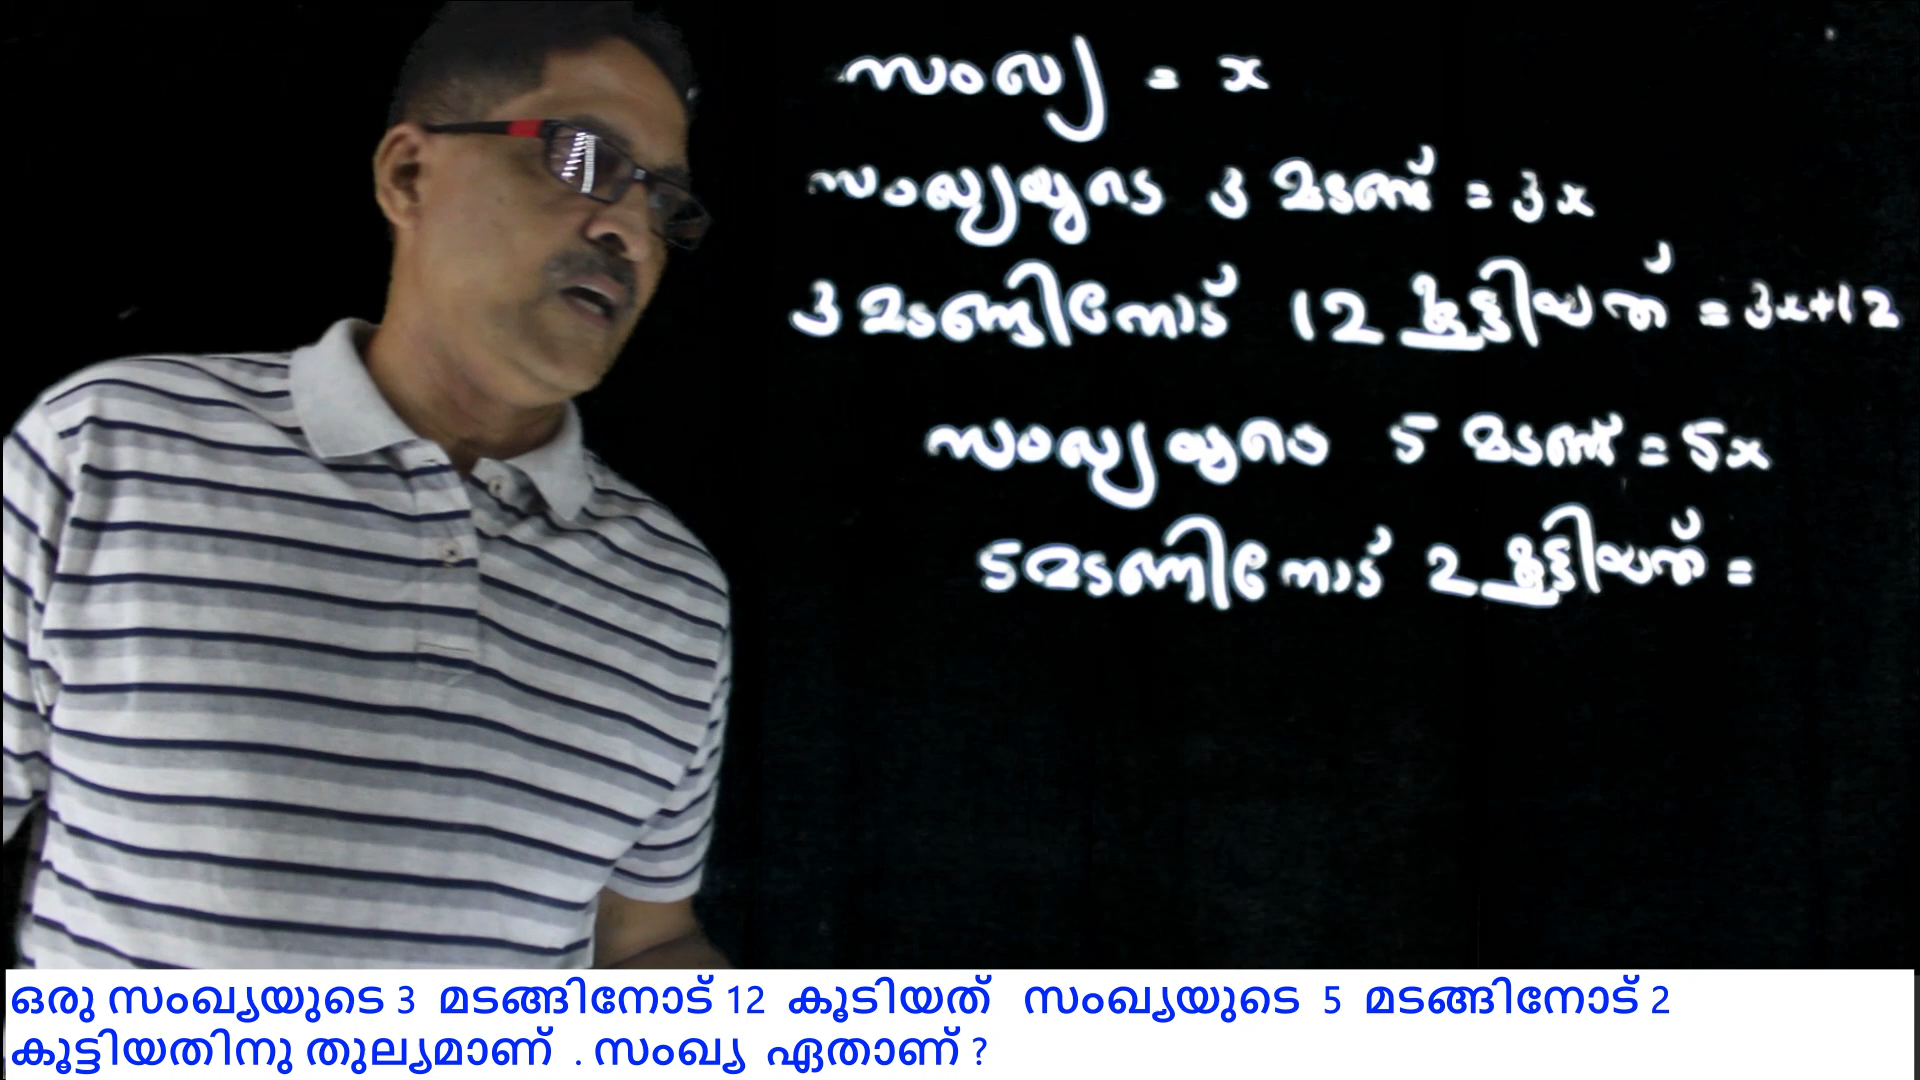 സംഖ്യ = x
സംഖ്യയുടെ 3 മടങ്ങ് = 3x
3 മടങ്ങിനോട് 12 കൂട്ടിയത് = 3x+12
സംഖ്യയുടെ 5 മടങ്ങ് = 5x
5 മടങ്ങിനോട് 2 കൂട്ടിയത് =
ഒരു സംഖ്യയുടെ 3 മടങ്ങിനോട് 12 കൂടിയത് സംഖ്യയുടെ 5 മടങ്ങിനോട് 2
കൂട്ടിയതിനു തുല്യമാണ് . സംഖ്യ ഏതാണ് ?